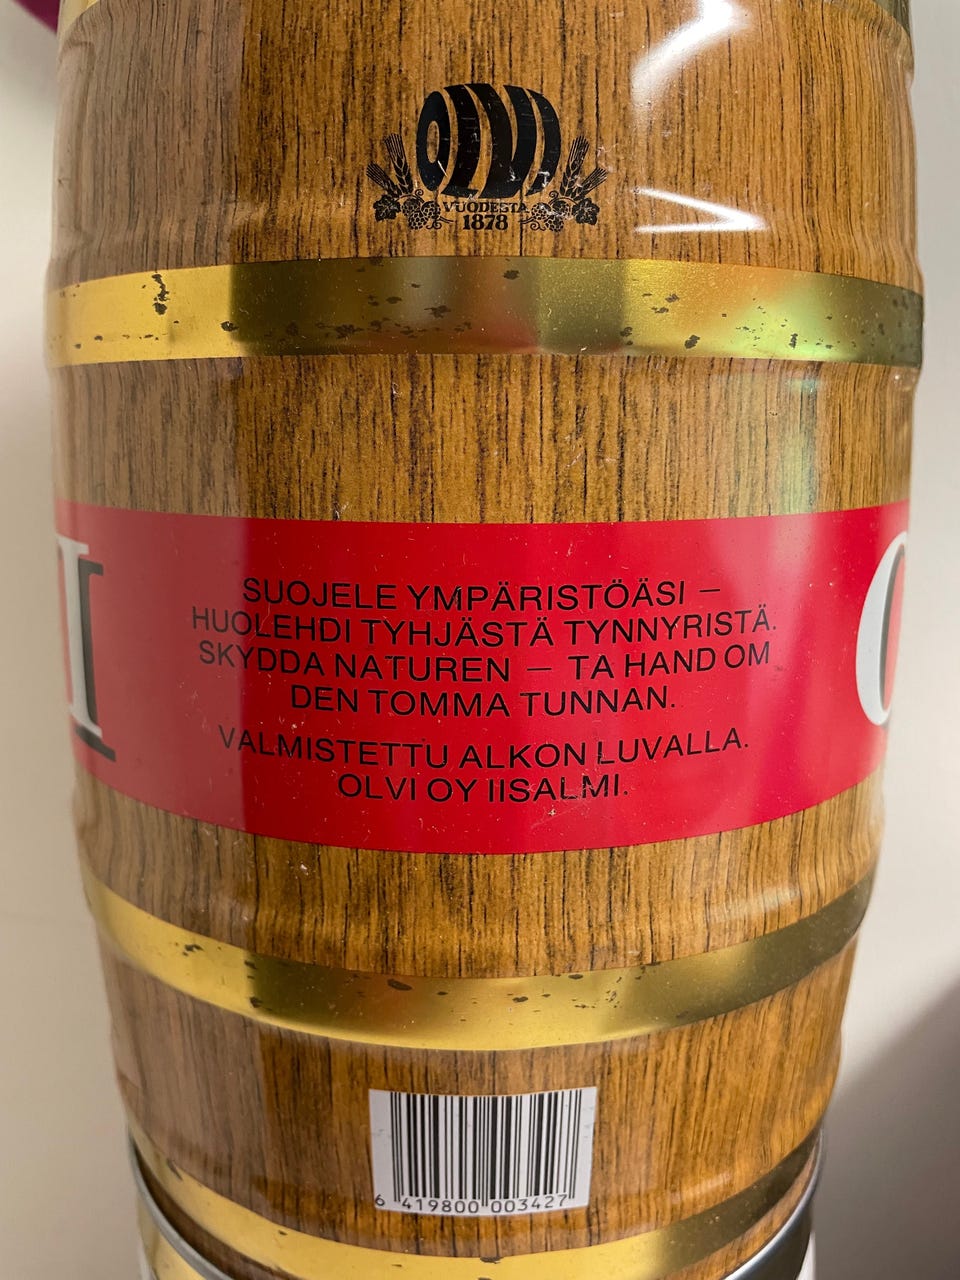 OLVI
VUODESTA
1878
I
O
SUOJELE YMPÄRISTÖÄSI –
HUOLEHDI TYHJÄSTÄ TYNNYRISTÄ.
SKYDDA NATUREN – TA HAND OM
DEN TOMMA TUNNAN.
VALMISTETTU ALKON LUVALLA.
OLVI OY IISALMI.
6 419800 003427